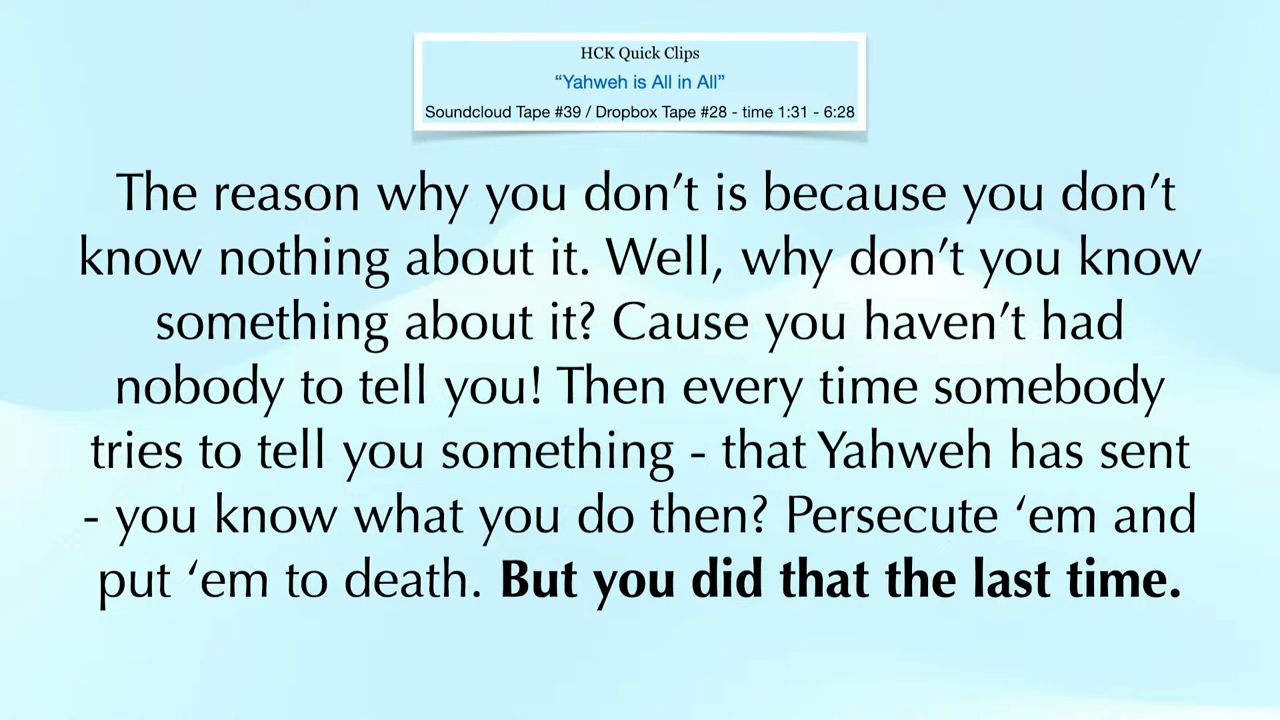 HCK Quick Clips
“Yahweh is All in All”
Soundcloud Tape #39 / Dropbox Tape #28 - time 1:31 - 6:28
The reason why you don’t is because you don’t
know nothing about it. Well, why don’t you know
something about it? Cause you haven’t had
nobody to tell you! Then every time somebody
tries to tell you something - that Yahweh has sent
- you know what you do then? Persecute ‘em and
put ‘em to death. But you did that the last time.